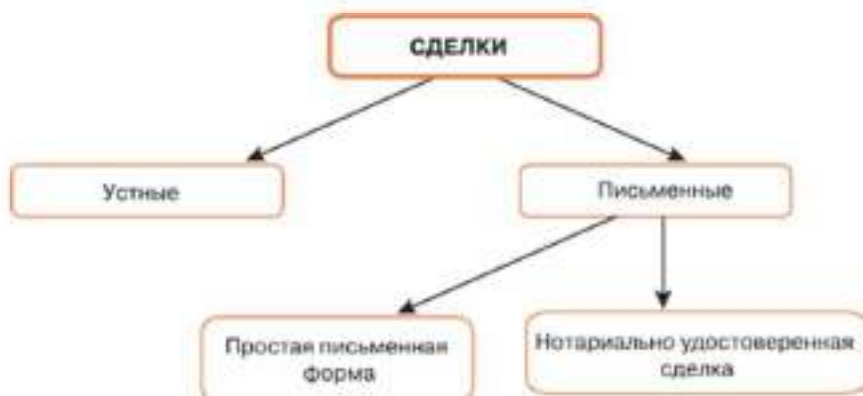 СДЕЛКИ
Устные
Письменные
Простая письменная
форма
Нотариально удостоверенная
сделка